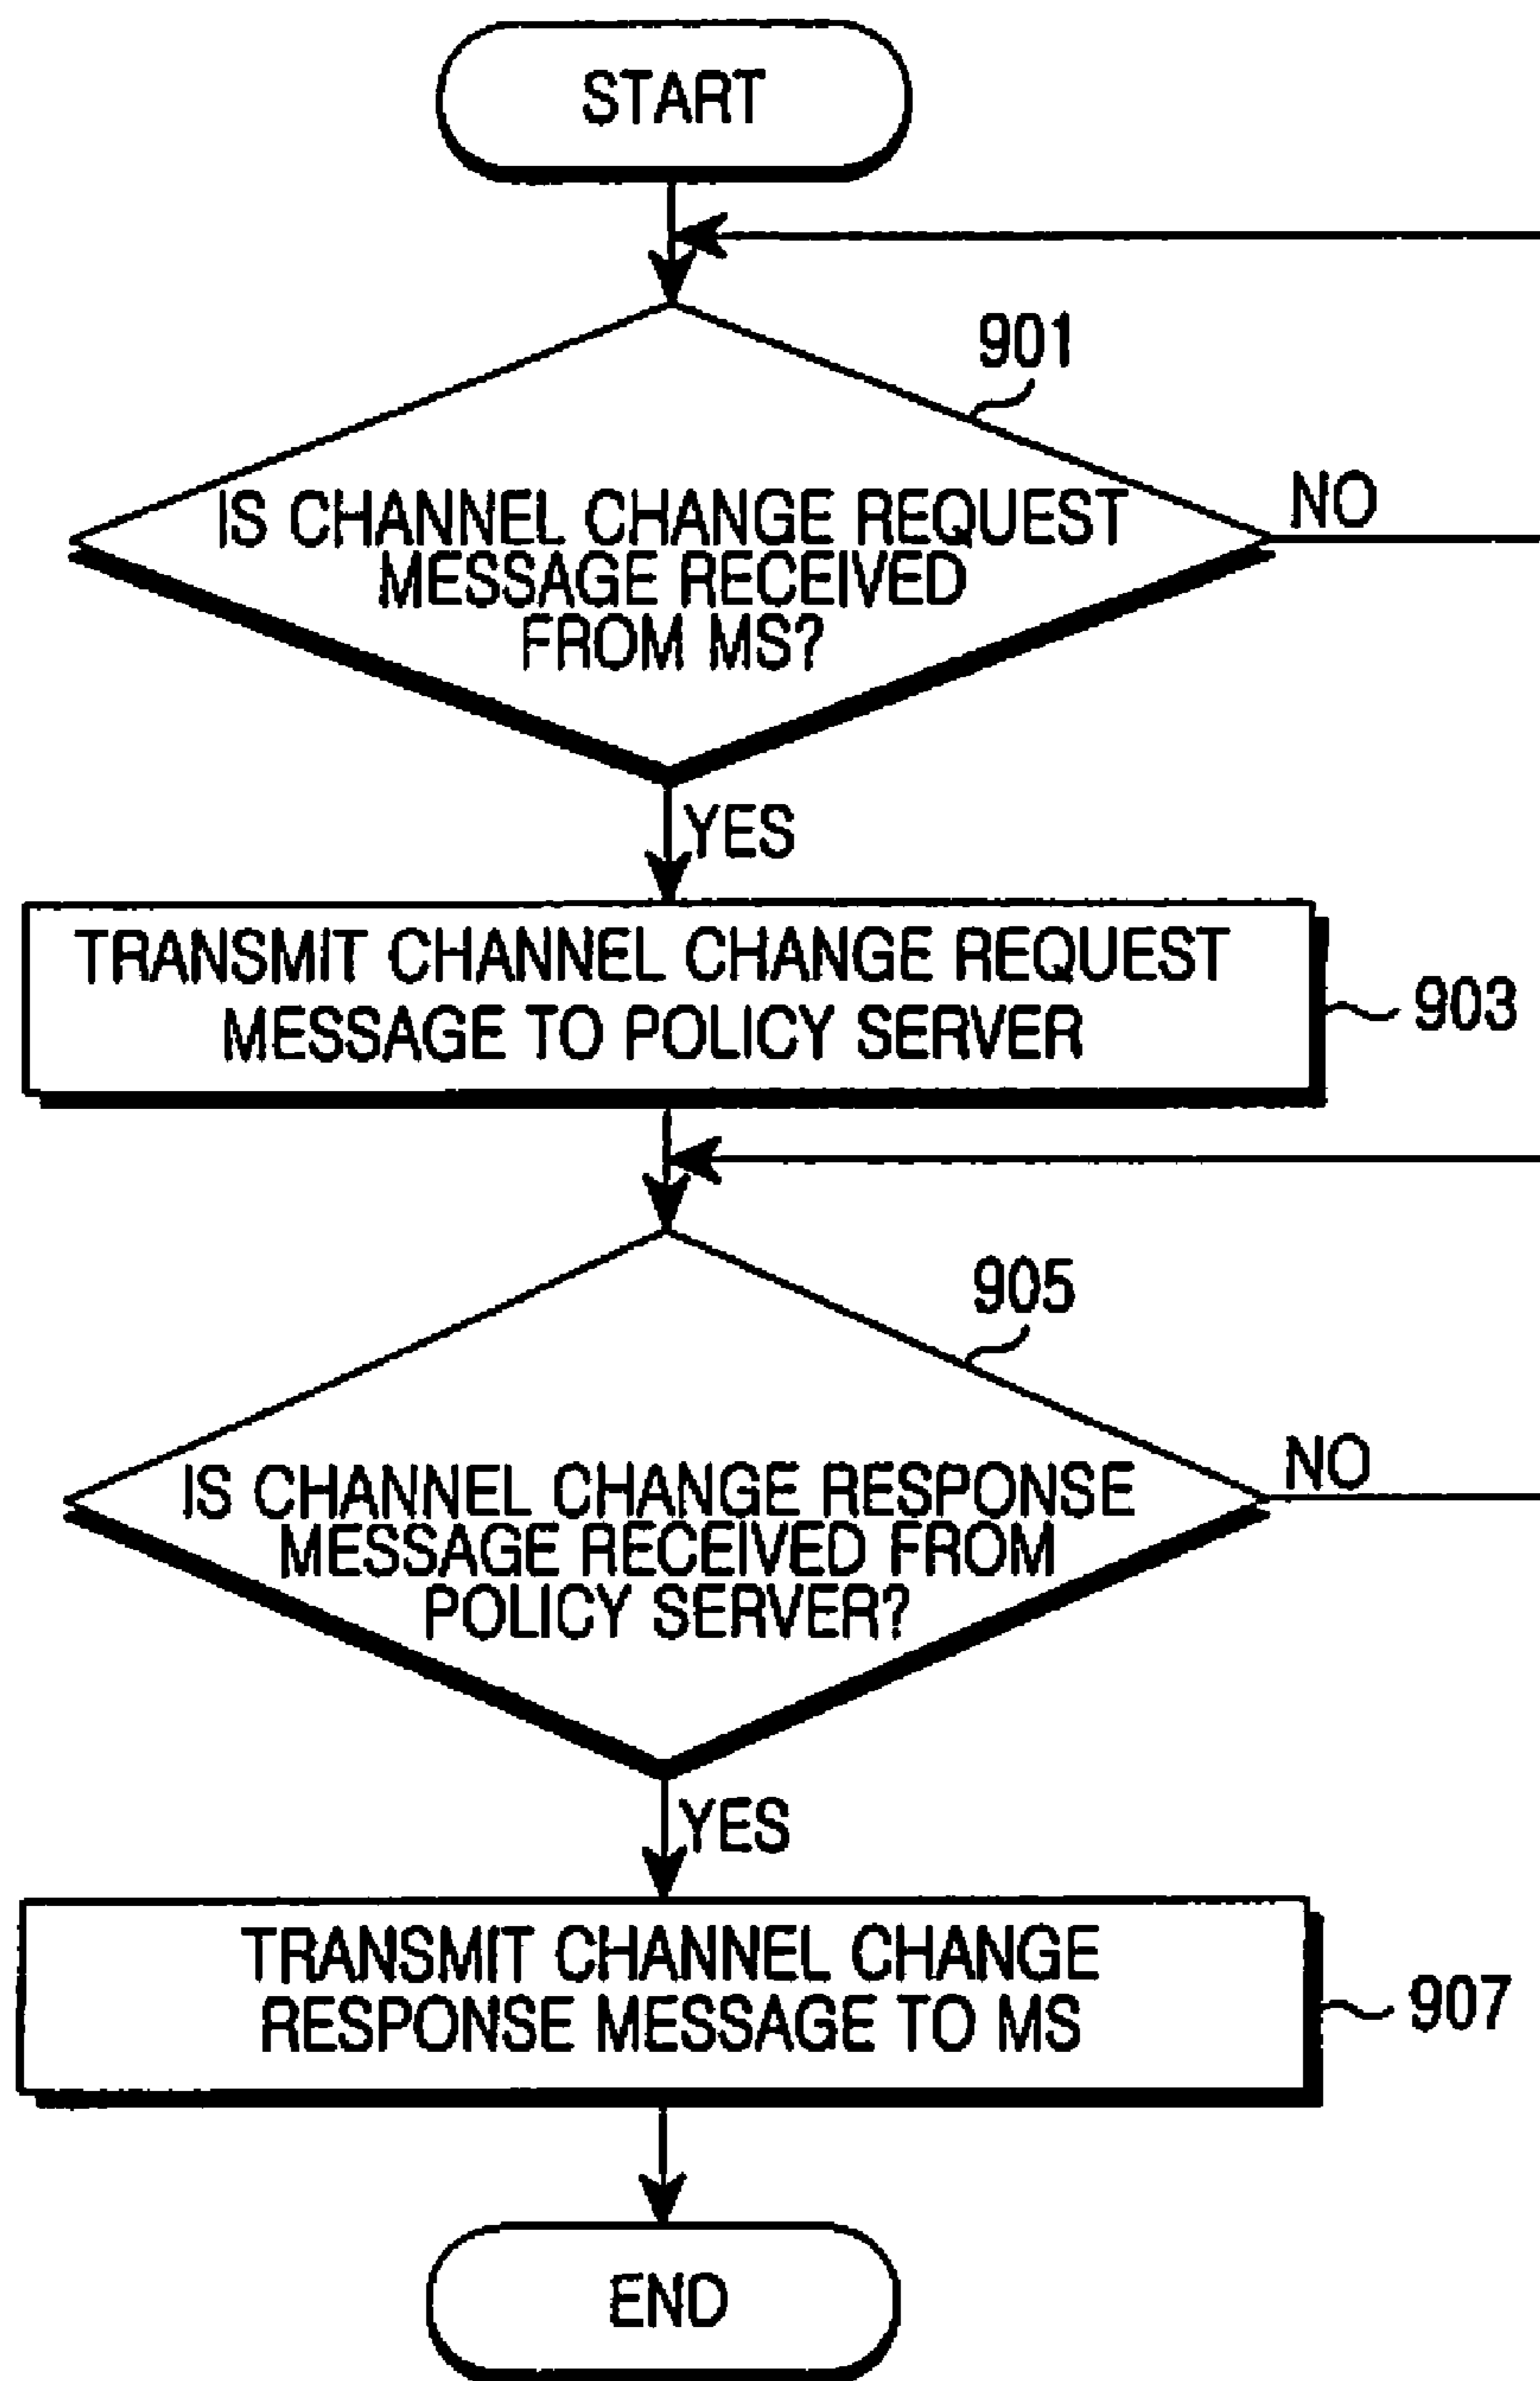 START
901
IS CHANNEL CHANGE REQUEST
MESSAGE RECEIVED
FROM MS?
NO
YES
TRANSMIT CHANNEL CHANGE REQUEST
MESSAGE TO POLICY SERVER
903
905
IS CHANNEL CHANGE RESPONSE
MESSAGE RECEIVED FROM
POLICY SERVER?
NO
YES
TRANSMIT CHANNEL CHANGE
RESPONSE MESSAGE TO MS
907
END